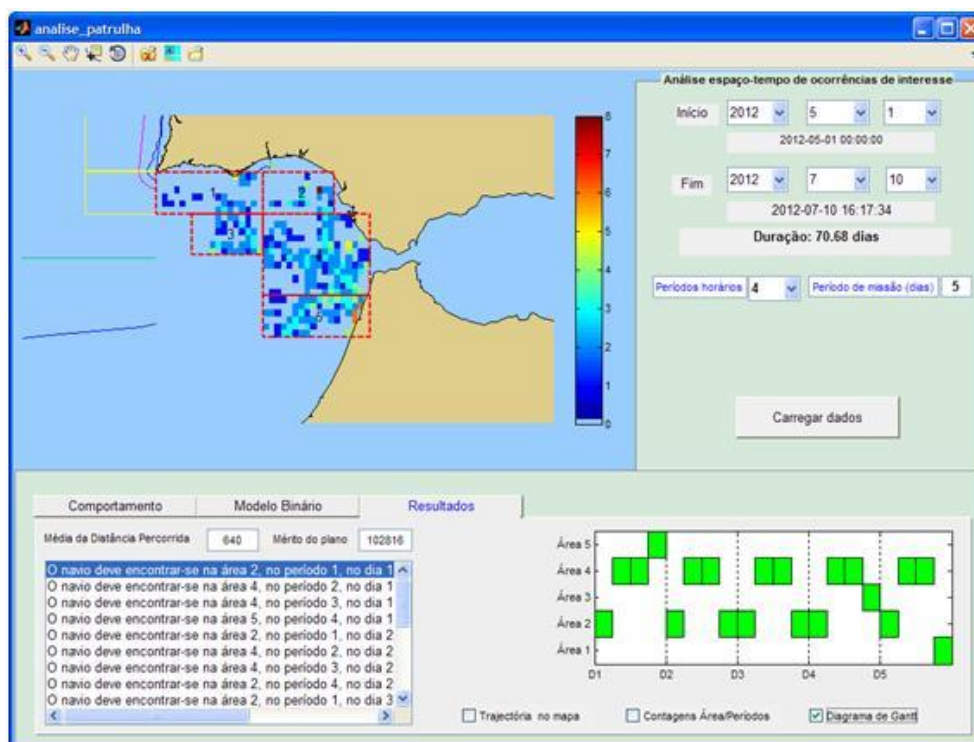 analise_patrulha
Análise espaço-tempo de ocorrências de interesse
Início 2012 5 1
2012-05-01 00:00:00
Fim 2012 7 10
2012-07-10 16:17:34
Duração: 70.68 dias
Períodos horários 4 Período de missão (dias) 5
Carregar dados
1
2
3
5
8
7
6
5
4
3
2
1
0
Comportamento Modelo Binário Resultados
Média da Distância Percorrida 640 Mérito do plano 102816
O navio deve encontrar-se na área 2, no período 1, no dia 1
O navio deve encontrar-se na área 4, no período 2, no dia 1
O navio deve encontrar-se na área 4, no período 3, no dia 1
O navio deve encontrar-se na área 5, no período 4, no dia 1
O navio deve encontrar-se na área 2, no período 1, no dia 2
O navio deve encontrar-se na área 4, no período 2, no dia 2
O navio deve encontrar-se na área 4, no período 3, no dia 2
O navio deve encontrar-se na área 2, no período 4, no dia 2
O navio deve encontrar-se na área 2, no período 1, no dia 3
Área 5
Área 4
Área 3
Área 2
Área 1
D1 D2 D3 D4 D5
Trajectória no mapa Contagens Área/Períodos Diagrama de Gantt